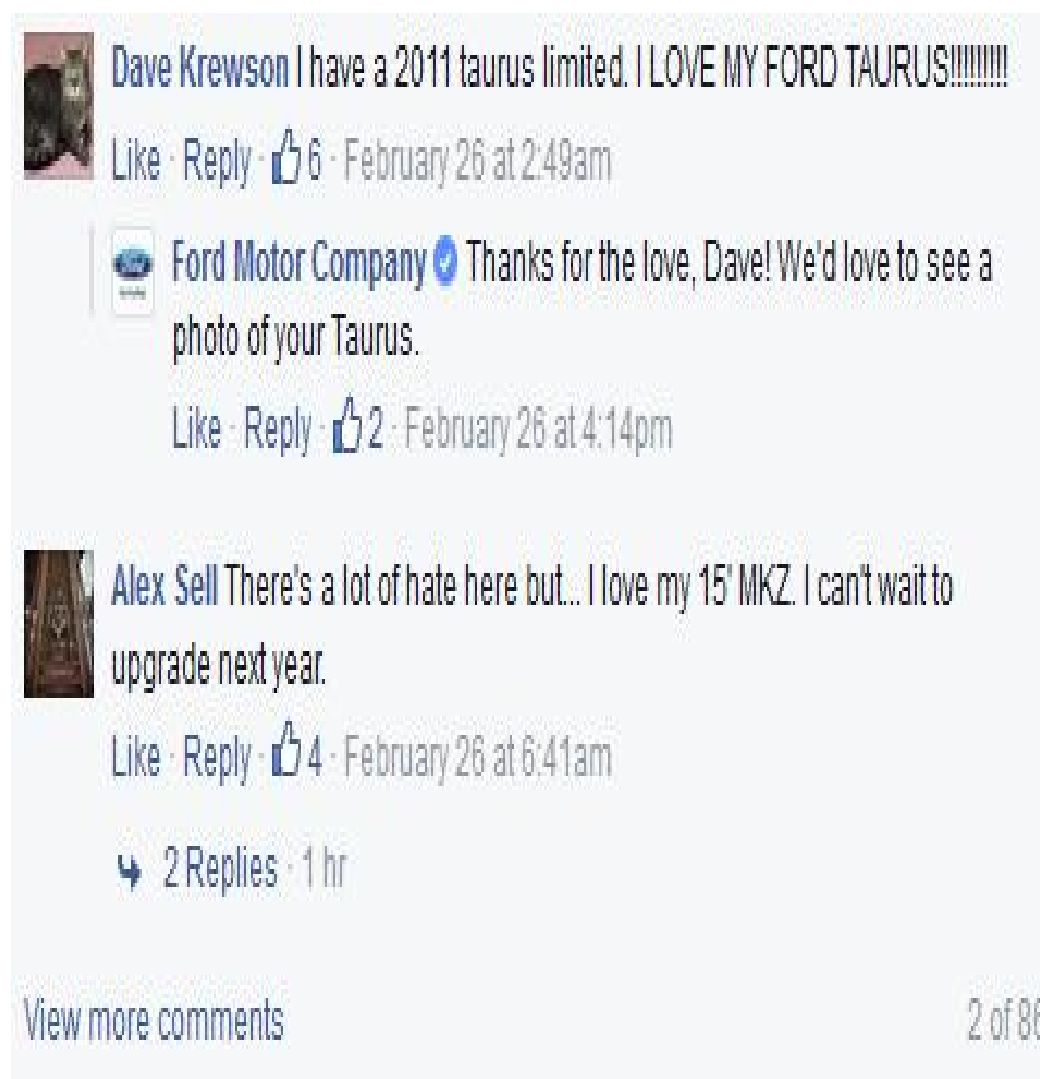 Dave Krewson I have a 2011 taurus limited. I LOVE MY FORD TAURUS!!!!!!!!!
Like · Reply · 6 · February 26 at 2:49am
Ford Motor Company Thanks for the love, Dave! We'd love to see a
photo of your Taurus.
Like · Reply · 2 · February 26 at 4:14pm
Alex Sell There's a lot of hate here but... I love my 15' MKZ. I can't wait to
upgrade next year.
Like · Reply · 4 · February 26 at 6:41am
2 Replies · 1 hr
View more comments
2 of 86